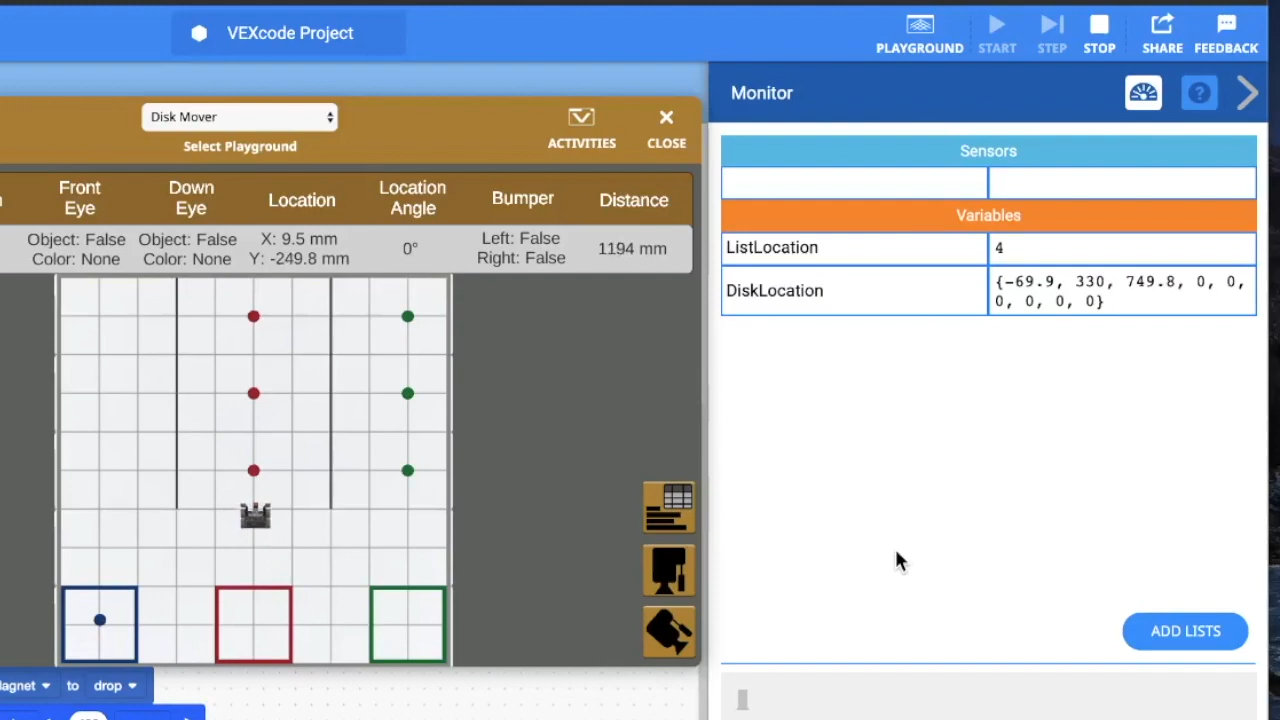 VEXcode Project
PLAYGROUND
START
STEP
STOP
SHARE
FEEDBACK
Disk Mover
Select Playground
ACTIVITIES
CLOSE
Front
Eye
Down
Eye
Location
Location
Angle
Bumper
Distance
Object: False
Color: None
Object: False
Color: None
X: 9.5 mm
Y: -249.8 mm
0°
Left: False
Right: False
1194 mm
Monitor
?
Sensors
Variables
ListLocation
4
DiskLocation
{-69.9, 330, 749.8, 0, 0,
0, 0, 0, 0}
ADD LISTS
to drop